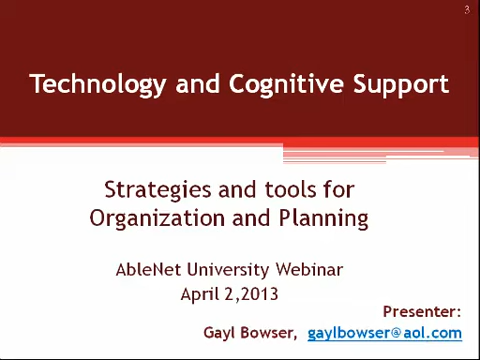 3
Technology and Cognitive Support
Strategies and tools for
Organization and Planning
AbleNet University Webinar
April 2,2013
Presenter:
Gayl Bowser, gaylbowser@aol.com